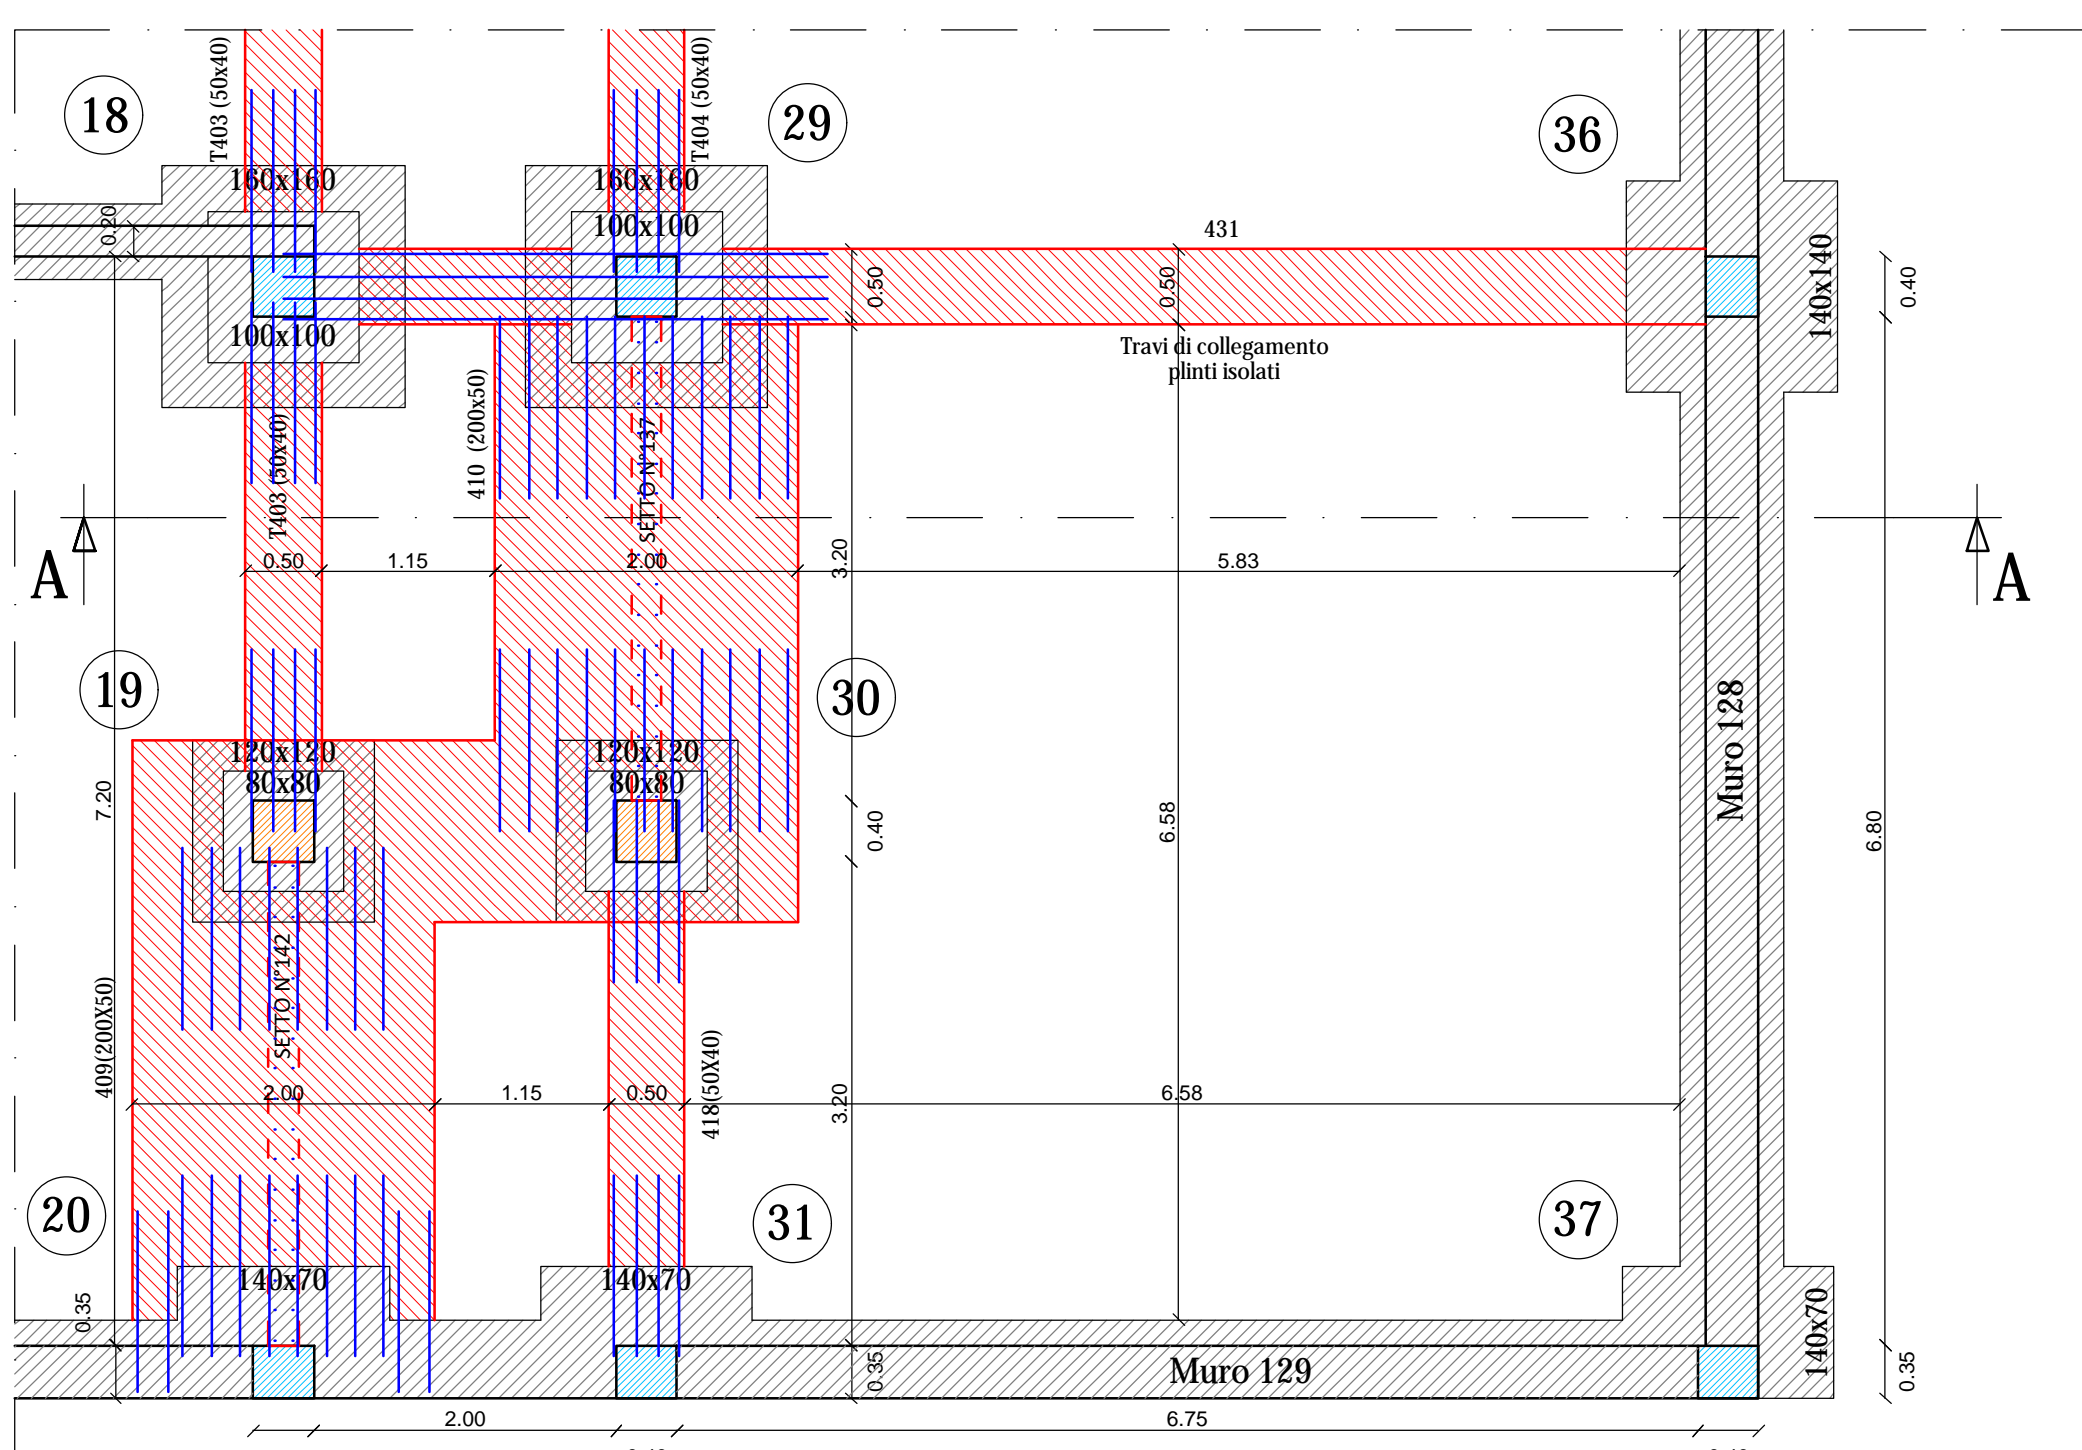 T403 (50x40)
T404 (50x40)
18
29
36
160x160
160x160
0.20
100x100
431
140x140
0.50
0.50
0.40
100x100
Travi di collegamento
plinti isolati
410 (200x50)
T403 (50x40)
SETTO N°137
A
A
0.50
1.15
2.00
3.20
5.83
19
30
Muro 128
120x120
80x80
120x120
80x80
7.20
0.40
6.58
6.80
SETTO N°142
409(200X50)
418(50X40)
2.00
1.15
0.50
3.20
6.58
20
31
37
140x70
140x70
140x70
0.35
0.35
Muro 129
0.35
2.00
6.75